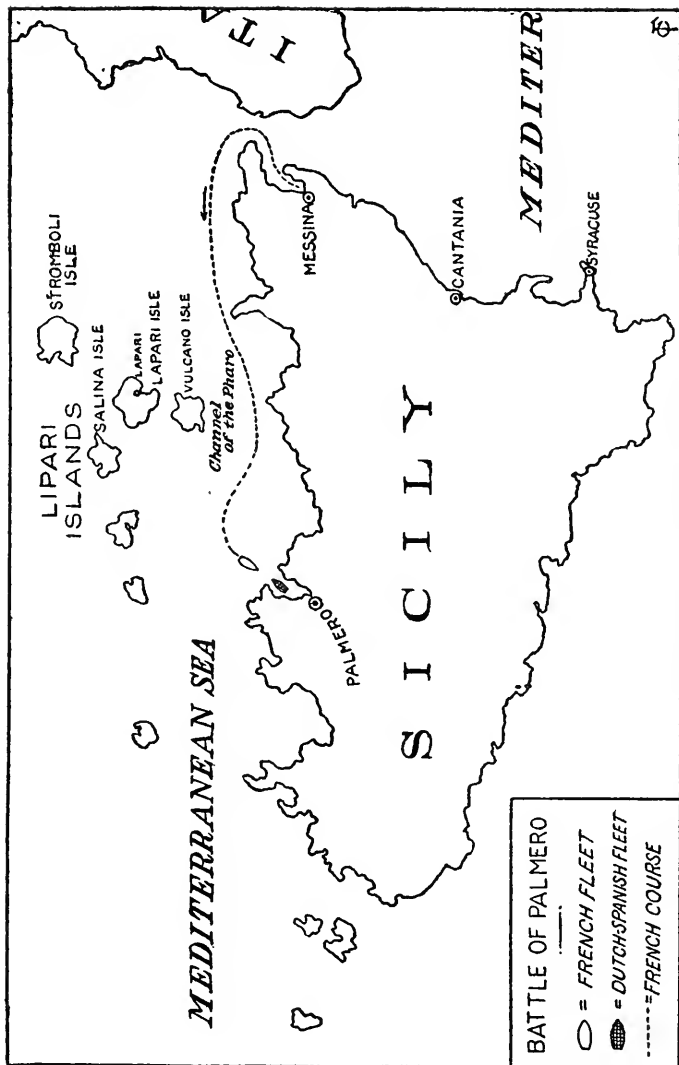 ITA
MEDITER
STROMBOLI
ISLE
LIPARI
ISLANDS
SALINA ISLE
LAPARI
LAPARI ISLE
VULCANO ISLE
Channel
of the Pharo
MESSINA
CANTANIA
SYRACUSE
MEDITERRANEAN SEA
PALMERO
SICILY
BATTLE OF PALMERO
= FRENCH FLEET
= DUTCH-SPANISH FLEET
= FRENCH COURSE